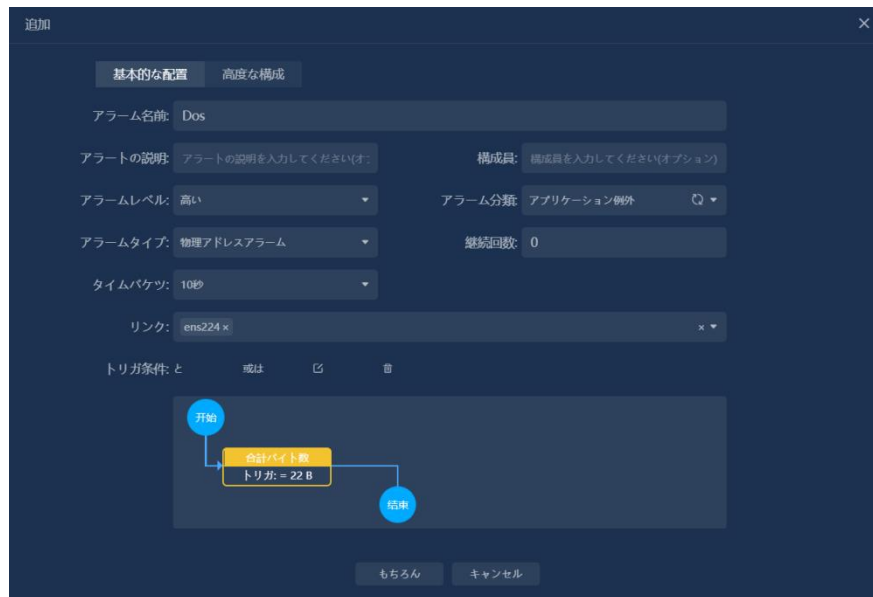 追加
基本的な配置 高度な構成
アラーム名前: Dos
アラートの説明: アラートの説明を入力してください(オ: 構成員: 構成員を入力してください(オプション)
アラームレベル: 高い アラーム分類: アプリケーション例外
アラームタイプ: 物理アドレスアラーム 継続回数: 0
タイムパケツ: 10秒
リンク: ens224 ×
トリガ条件: と 或は
开始
合計バイト数
トリガ: = 22 B
结束
もちろん キャンセル